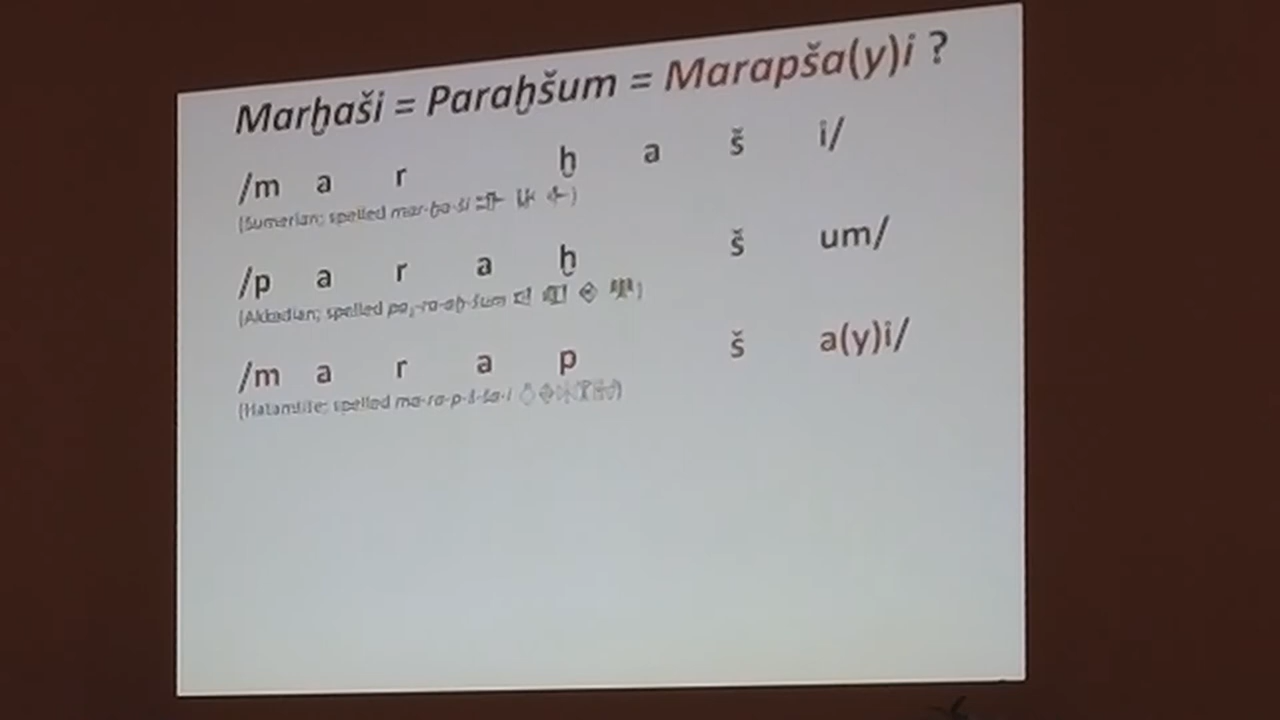 Marḫaši = Paraḫšum = Marapša(y)i ?
/m a r ḫ a š i/
(Sumerian; spelled mar-ḫa-ši )
/p a r a ḫ š um/
(Akkadian; spelled pa₂-ra-aḫ-šum )
/m a r a p š a(y)i/
(Hatamtite; spelled ma-ra-p-š-ša-i )